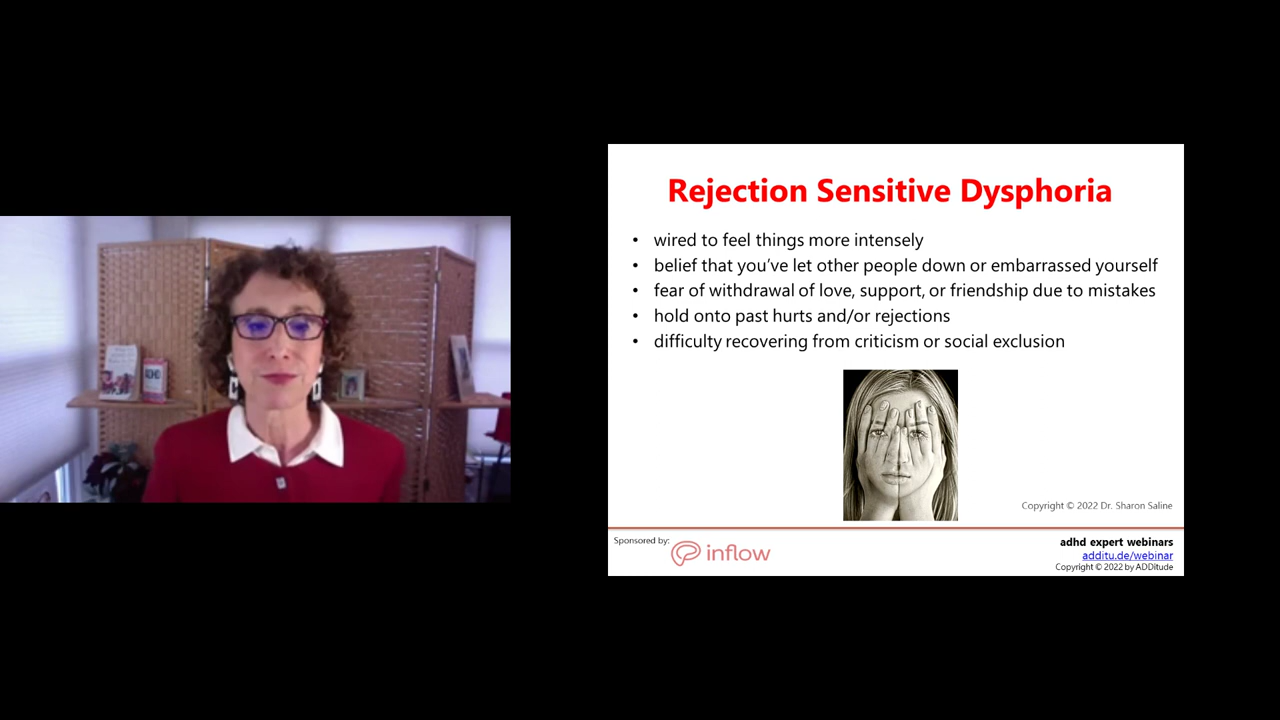 Rejection Sensitive Dysphoria
• wired to feel things more intensely
• belief that you've let other people down or embarrassed yourself
• fear of withdrawal of love, support, or friendship due to mistakes
• hold onto past hurts and/or rejections
• difficulty recovering from criticism or social exclusion
Copyright © 2022 Dr. Sharon Saline
Sponsored by:
inflow
adhd expert webinars
additu.de/webinar
Copyright © 2022 by ADDitude
ADHD